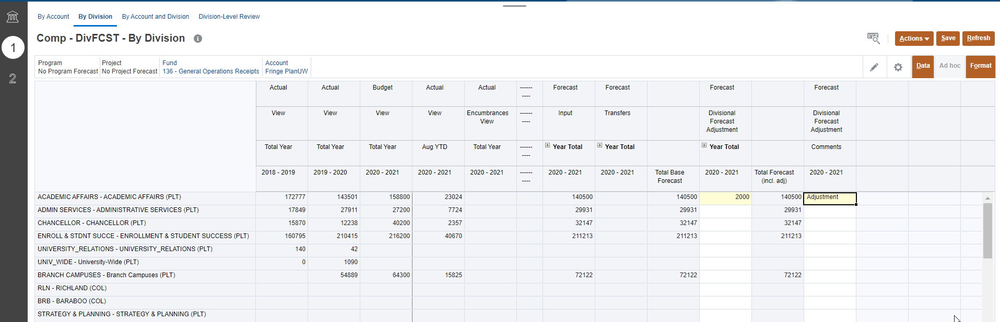 By Account By Division By Account and Division Division-Level Review
Comp - DivFCST - By Division i
Actions Save Refresh
1
2
Program Project Fund Account
No Program Forecast No Project Forecast 136 - General Operations Receipts Fringe PlanUW
Data Ad hoc Format
Actual Actual Budget Actual Actual ------ Forecast Forecast Forecast Forecast
----
View View View View Encumbrances ------ Input Transfers Divisional Divisional
View ---- Forecast Forecast
Adjustment Adjustment
Total Year Total Year Total Year Aug YTD Total Year ------ Year Total Year Total Year Total Comments
----
2018 - 2019 2019 - 2020 2020 - 2021 2020 - 2021 2020 - 2021 ------ 2020 - 2021 2020 - 2021 Total Base 2020 - 2021 Total Forecast 2020 - 2021
---- Forecast (incl. adj)
ACADEMIC AFFAIRS - ACADEMIC AFFAIRS (PLT) 172777 143501 158800 23024 140500 140500 2000 140500 Adjustment
ADMIN SERVICES - ADMINISTRATIVE SERVICES (PLT) 17849 27911 27200 7724 29931 29931 29931
CHANCELLOR - CHANCELLOR (PLT) 15870 12238 40200 2357 32147 32147 32147
ENROLL & STDNT SUCCE - ENROLLMENT & STUDENT SUCCESS (PLT) 160795 210415 216200 40670 211213 211213 211213
UNIVERSITY_RELATIONS - UNIVERSITY_RELATIONS (PLT) 140 42
UNIV_WIDE - University-Wide (PLT) 0 1090
BRANCH CAMPUSES - Branch Campuses (PLT) 54889 64300 15825 72122 72122 72122
RLN - RICHLAND (COL)
BRB - BARABOO (COL)
STRATEGY & PLANNING - STRATEGY & PLANNING (PLT)